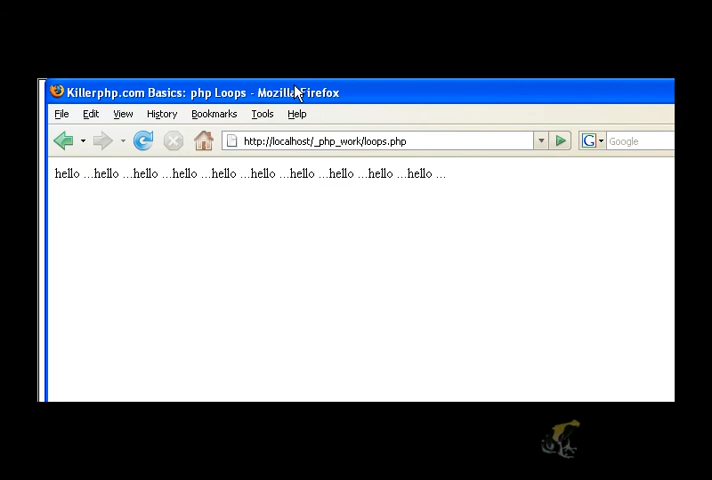 Killerphp.com Basics: php Loops - Mozilla Firefox
File Edit View History Bookmarks Tools Help
http://localhost/_php_work/loops.php Google
hello ...hello ...hello ...hello ...hello ...hello ...hello ...hello ...hello ...hello ...